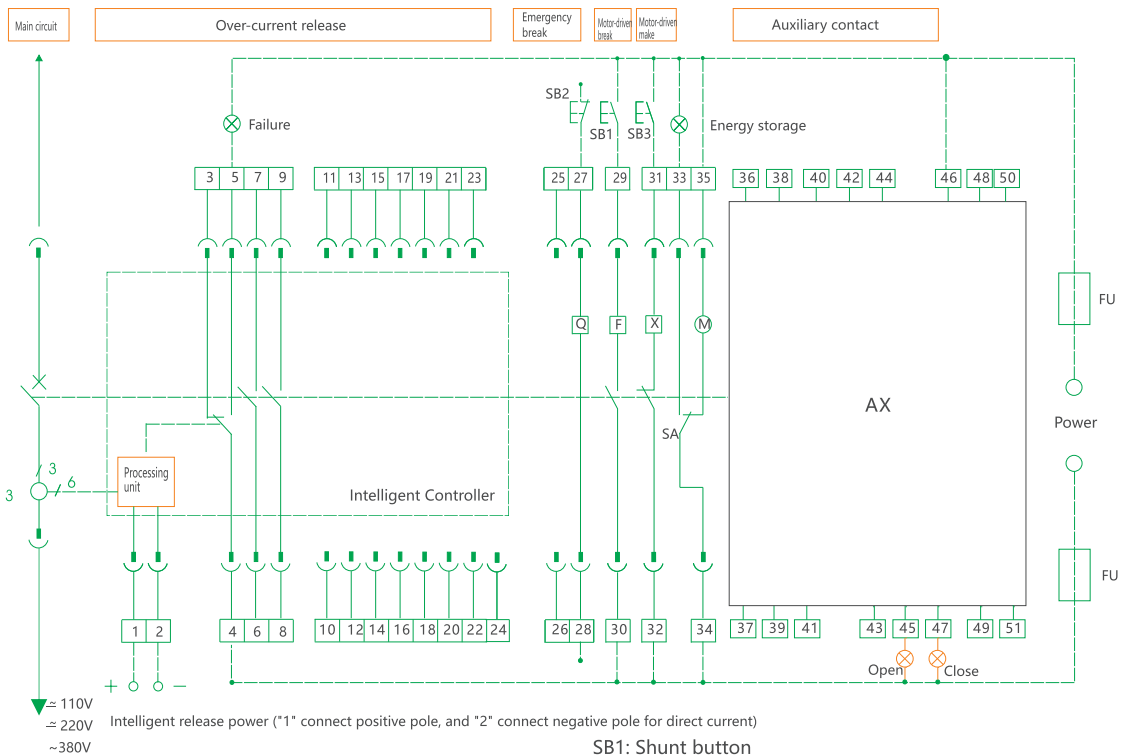 Main circuit
Over-current release
Emergency break
Motor-driven break
Motor-driven make
Auxiliary contact
SB2
SB1
SB3
Failure
Energy storage
3 5 7 9
11 13 15 17 19 21 23
25 27
29
31 33 35
36 38 40 42 44 46 48 50
Q
F
X
M
FU
AX
Power
SA
3
6
3
Processing unit
Intelligent Controller
FU
1 2
4 6 8
10 12 14 16 18 20 22 24
26 28
30
32
34
37 39 41 43 45 47 49 51
Open
Close
+
−
≃ 110V
≃ 220V
~380V
Intelligent release power ("1" connect positive pole, and "2" connect negative pole for direct current)
SB1: Shunt button